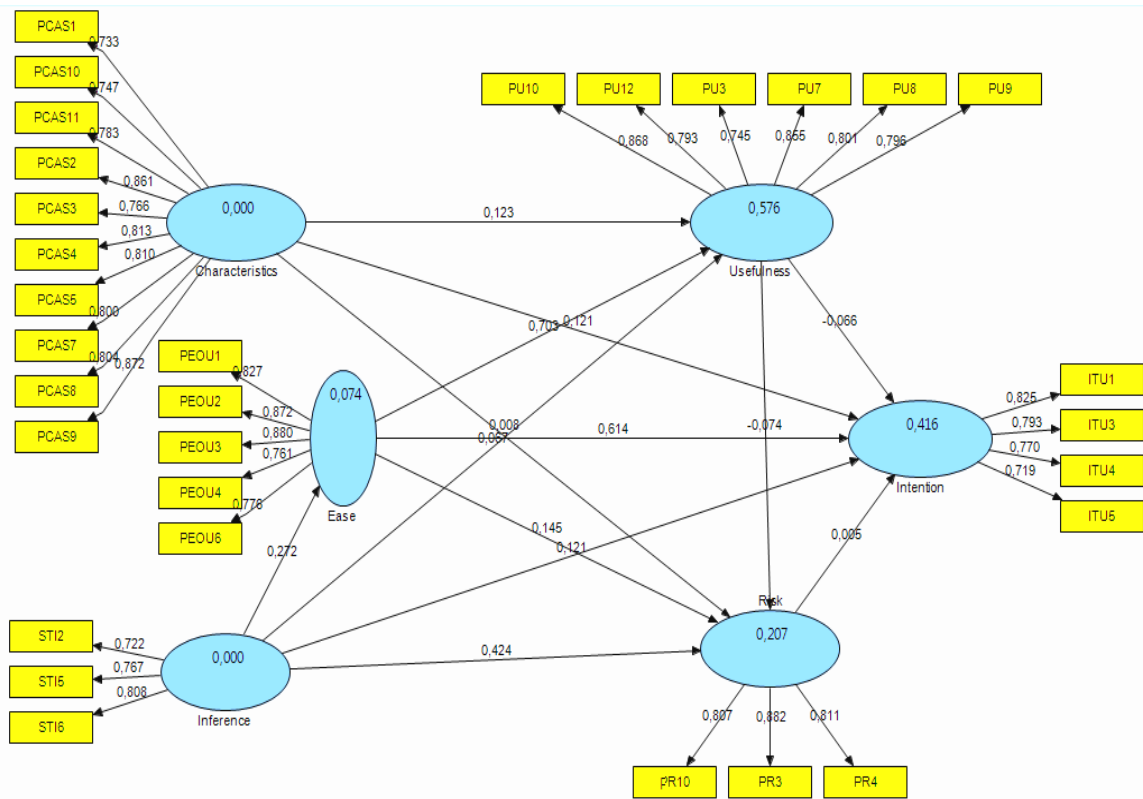 PCAS1
0,733
PCAS10
0,747
PCAS11
0,783
PCAS2
0,861
PCAS3
0,766
PCAS4
0,813
PCAS5
0,810
PCAS7
0,800
PCAS8
0,804
PCAS9
0,872
0,000
Characteristics
PU10
PU12
PU3
PU7
PU8
PU9
0,868
0,793
0,745
0,855
0,801
0,796
0,123
0,576
Usefulness
0,703
0,121
-0,066
PEOU1
0,827
PEOU2
0,872
PEOU3
0,880
PEOU4
0,761
PEOU6
0,776
0,074
Ease
0,008
0,067
0,614
-0,074
0,416
Intention
ITU1
0,825
ITU3
0,793
ITU4
0,770
ITU5
0,719
0,272
0,145
0,121
0,005
STI2
0,722
STI5
0,767
STI6
0,808
0,000
Inference
0,424
Risk
0,207
0,807
0,882
0,811
PR10
PR3
PR4